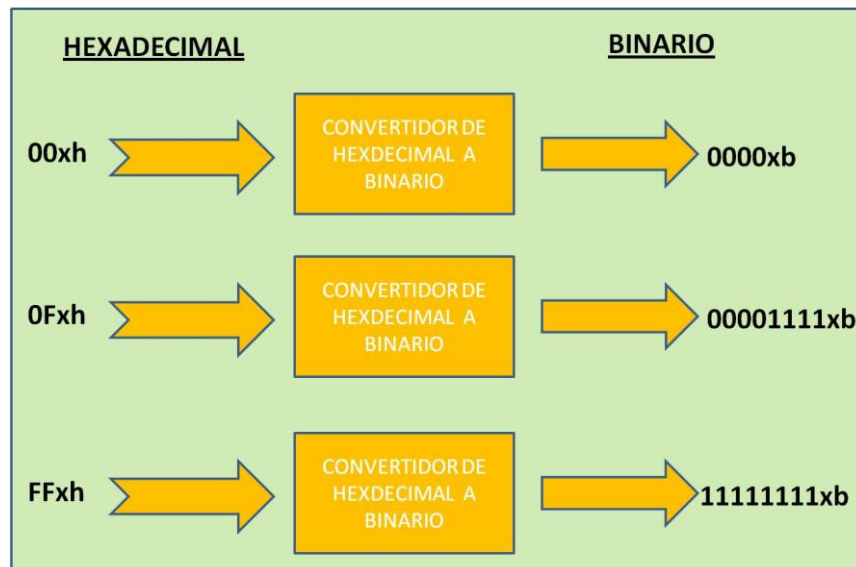 HEXADECIMAL
BINARIO
00xh
CONVERTIDOR DE
HEXDECIMAL A
BINARIO
0000xb
0Fxh
CONVERTIDOR DE
HEXDECIMAL A
BINARIO
00001111xb
FFxh
CONVERTIDOR DE
HEXDECIMAL A
BINARIO
11111111xb